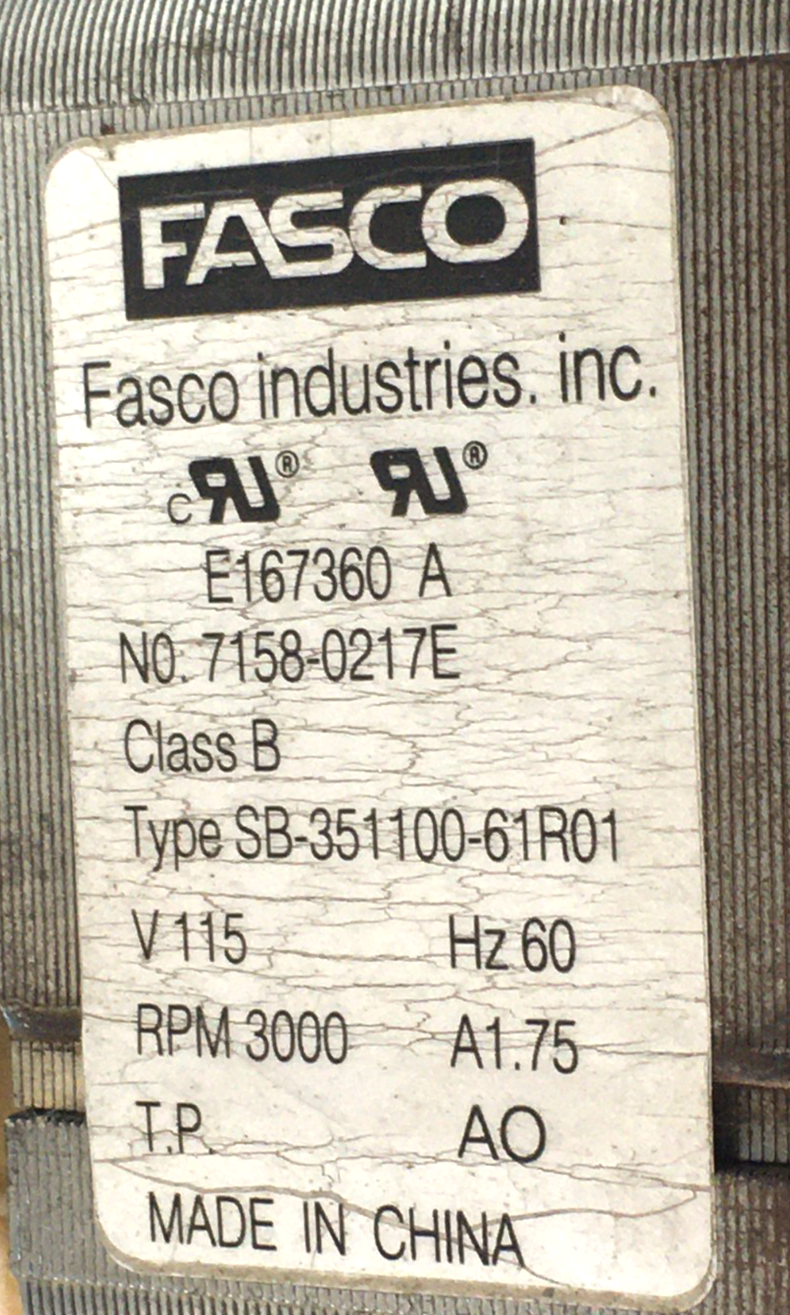 FASCO
Fasco industries. inc.
cRU® RU®
E167360 A
NO. 7158-0217E
Class B
Type SB-351100-61R01
V 115 Hz 60
RPM 3000 A1.75
T.P. AO
MADE IN CHINA